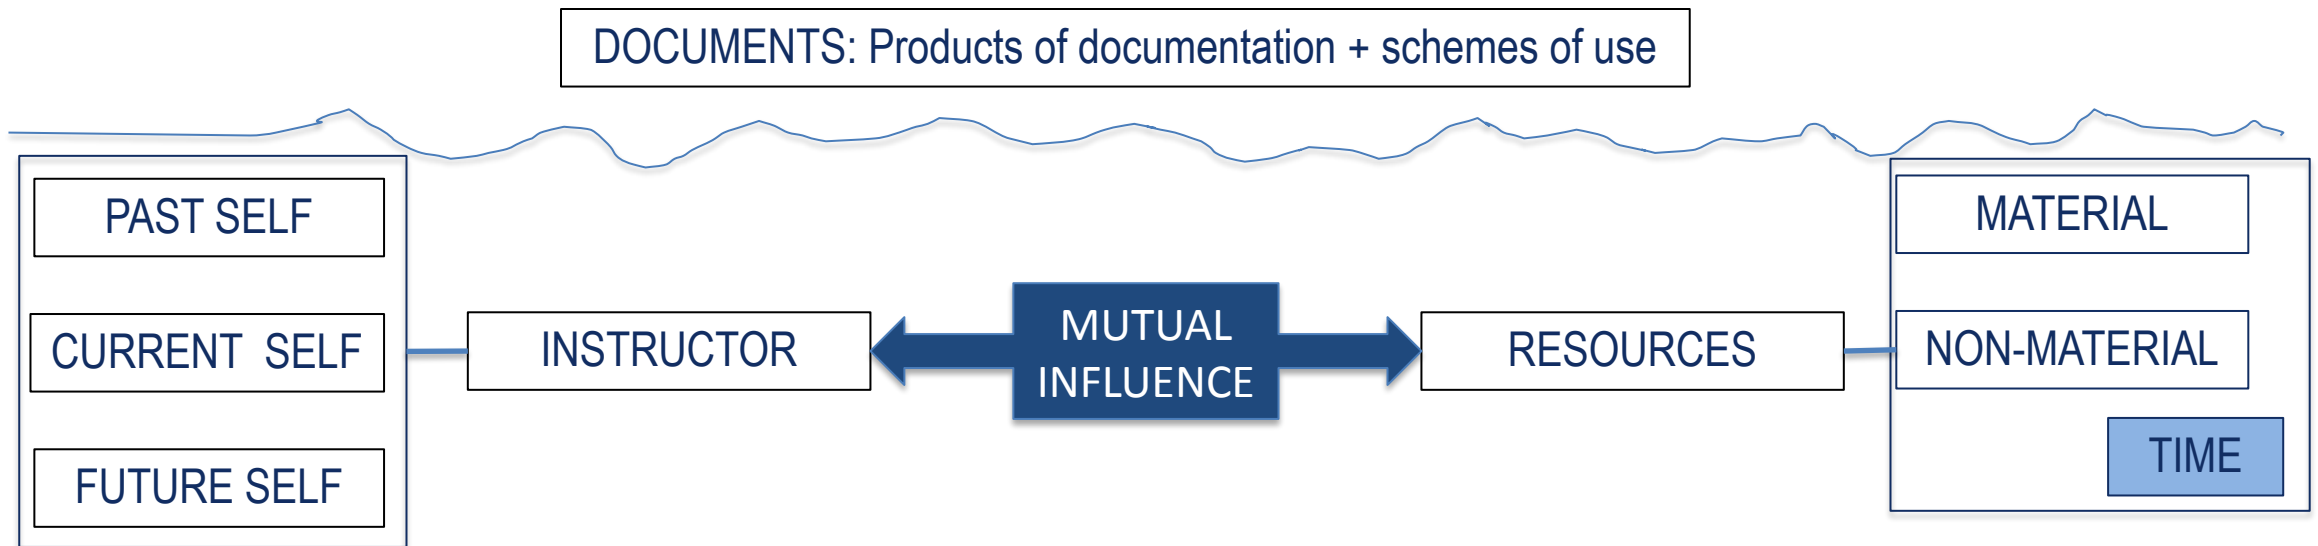 DOCUMENTS: Products of documentation + schemes of use
PAST SELF
CURRENT SELF
FUTURE SELF
INSTRUCTOR
MUTUAL
INFLUENCE
RESOURCES
MATERIAL
NON-MATERIAL
TIME